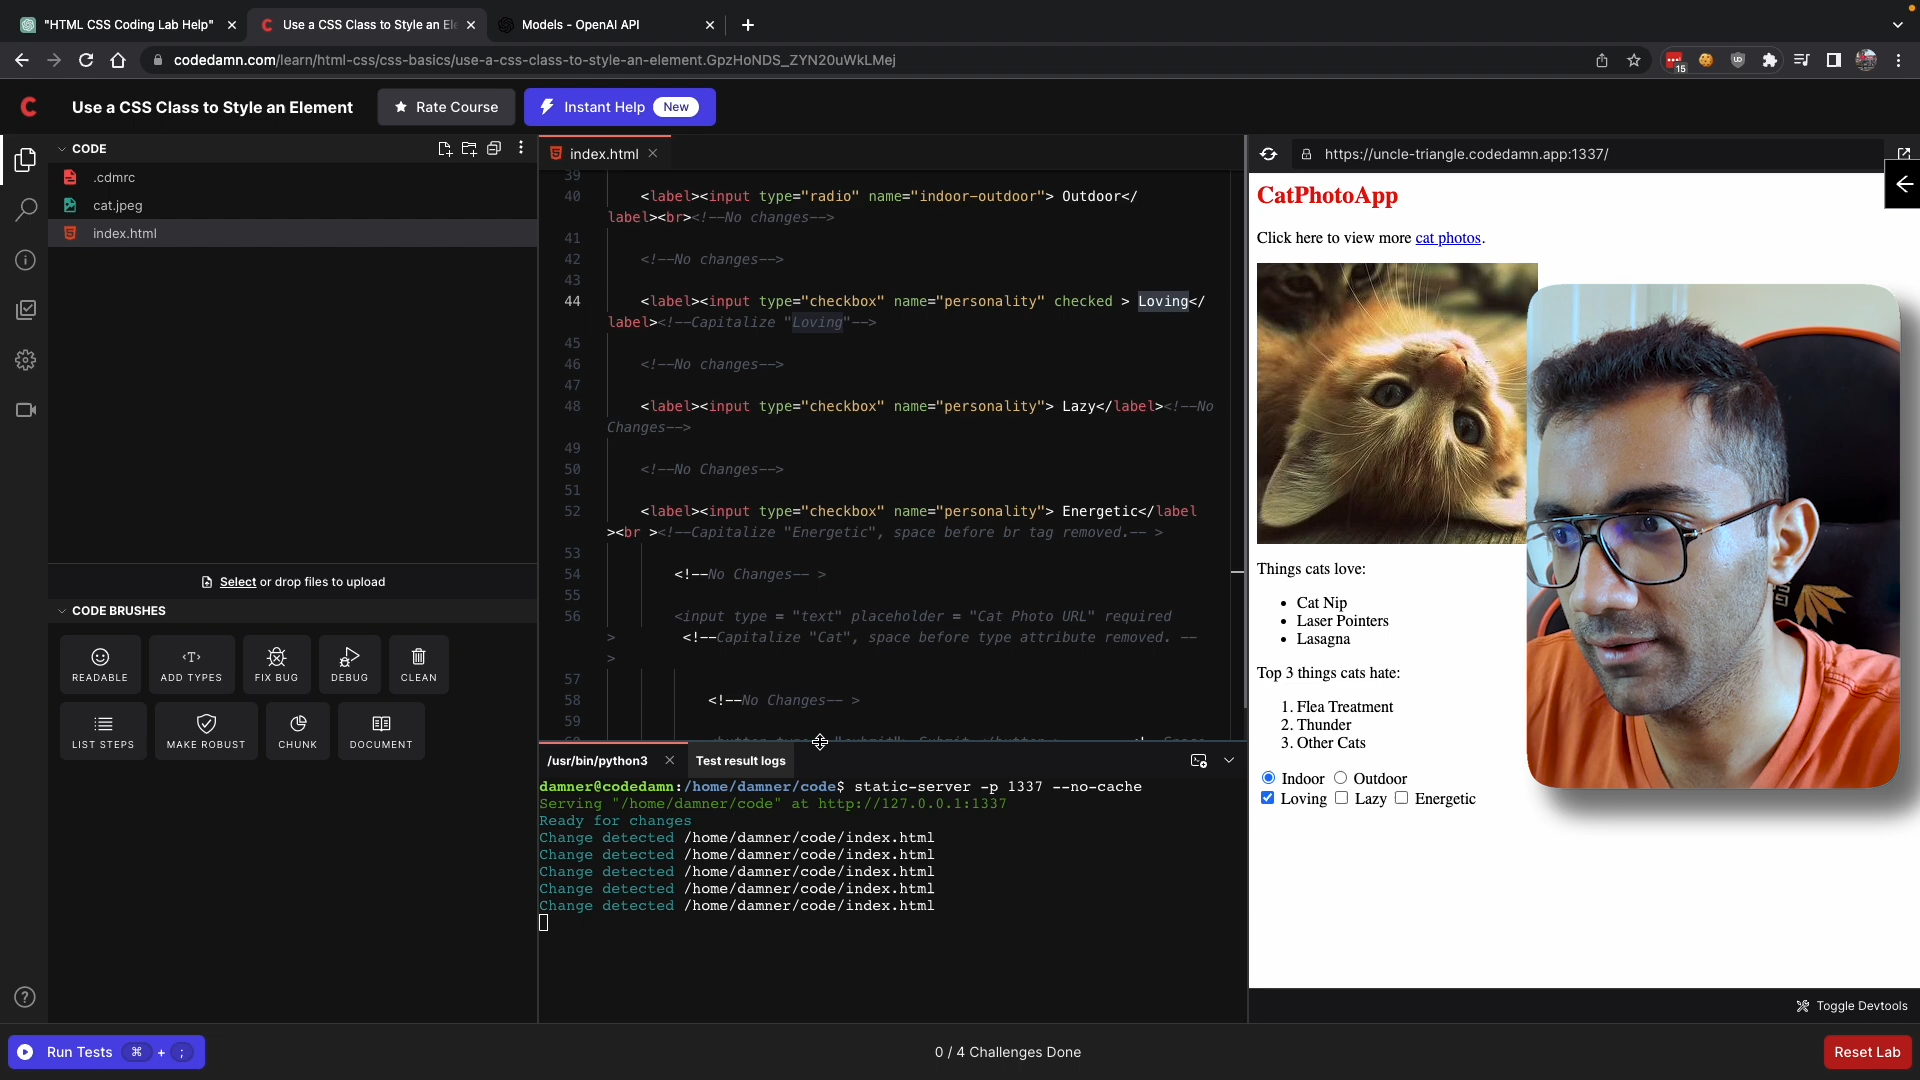 "HTML CSS Coding Lab Help"
Use a CSS Class to Style an Ele
Models - OpenAI API
codedamn.com/learn/html-css/css-basics/use-a-css-class-to-style-an-element.GpzHoNDS_ZYN20uWkLMej
15
Use a CSS Class to Style an Element
Rate Course
Instant Help New
CODE
.cdmrc
cat.jpeg
index.html
Select or drop files to upload
CODE BRUSHES
READABLE
ADD TYPES
FIX BUG
DEBUG
CLEAN
LIST STEPS
MAKE ROBUST
CHUNK
DOCUMENT
index.html
39
40 <label><input type="radio" name="indoor-outdoor"> Outdoor</
label><br><!--No changes-->
41
42 <!--No changes-->
43
44 <label><input type="checkbox" name="personality" checked > Loving</
label><!--Capitalize "Loving"-->
45
46 <!--No changes-->
47
48 <label><input type="checkbox" name="personality"> Lazy</label><!--No
Changes-->
49
50 <!--No Changes-->
51
52 <label><input type="checkbox" name="personality"> Energetic</label
><br ><!--Capitalize "Energetic", space before br tag removed.-- >
53
54 <!--No Changes-- >
55
56 <input type = "text" placeholder = "Cat Photo URL" required
> <!--Capitalize "Cat", space before type attribute removed. --
>
57
58 <!--No Changes-- >
59
/usr/bin/python3
Test result logs
damner@codedamn:/home/damner/code$ static-server -p 1337 --no-cache
Serving "/home/damner/code" at http://127.0.0.1:1337
Ready for changes
Change detected /home/damner/code/index.html
Change detected /home/damner/code/index.html
Change detected /home/damner/code/index.html
Change detected /home/damner/code/index.html
Change detected /home/damner/code/index.html
https://uncle-triangle.codedamn.app:1337/
CatPhotoApp
Click here to view more cat photos.
Things cats love:
Cat Nip
Laser Pointers
Lasagna
Top 3 things cats hate:
1. Flea Treatment
2. Thunder
3. Other Cats
Indoor Outdoor
Loving Lazy Energetic
Toggle Devtools
Run Tests ⌘ + ;
0 / 4 Challenges Done
Reset Lab